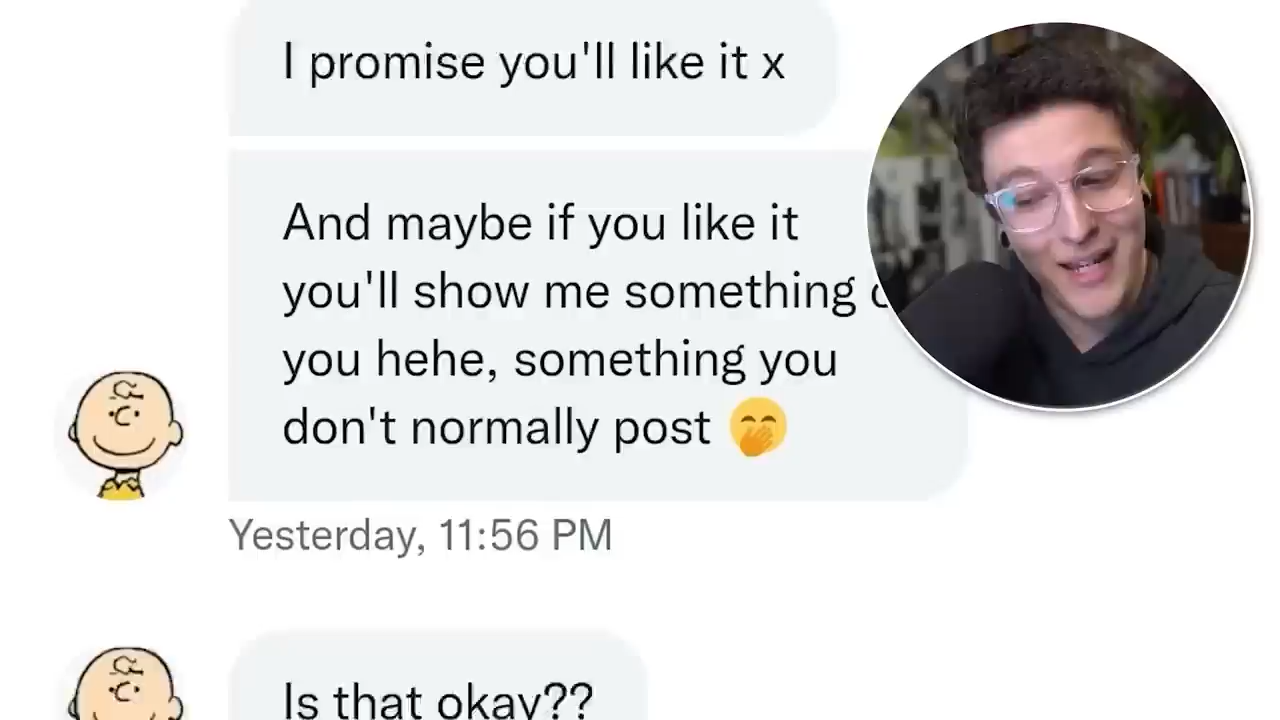 I promise you'll like it x
And maybe if you like it
you'll show me something
you hehe, something you
don't normally post 🤭
Yesterday, 11:56 PM
Is that okay??